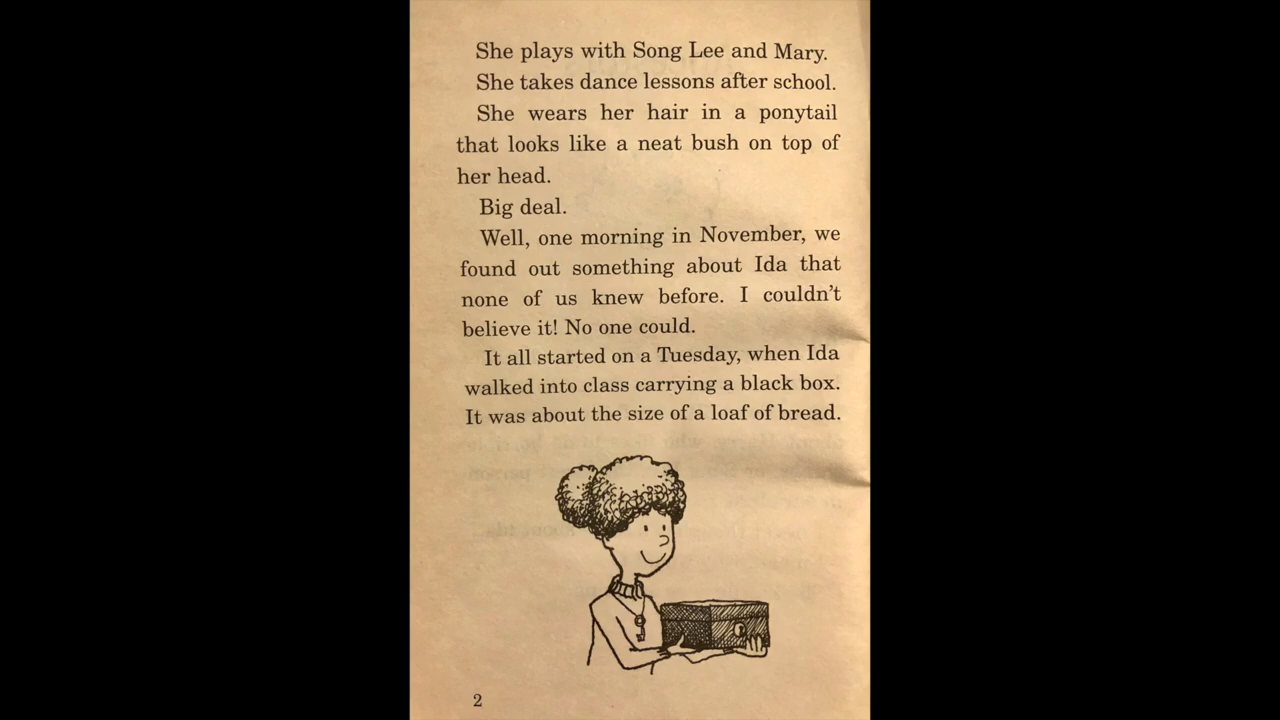 She plays with Song Lee and Mary.
She takes dance lessons after school.
She wears her hair in a ponytail
that looks like a neat bush on top of
her head.
Big deal.
Well, one morning in November, we
found out something about Ida that
none of us knew before. I couldn't
believe it! No one could.
It all started on a Tuesday, when Ida
walked into class carrying a black box.
It was about the size of a loaf of bread.
2